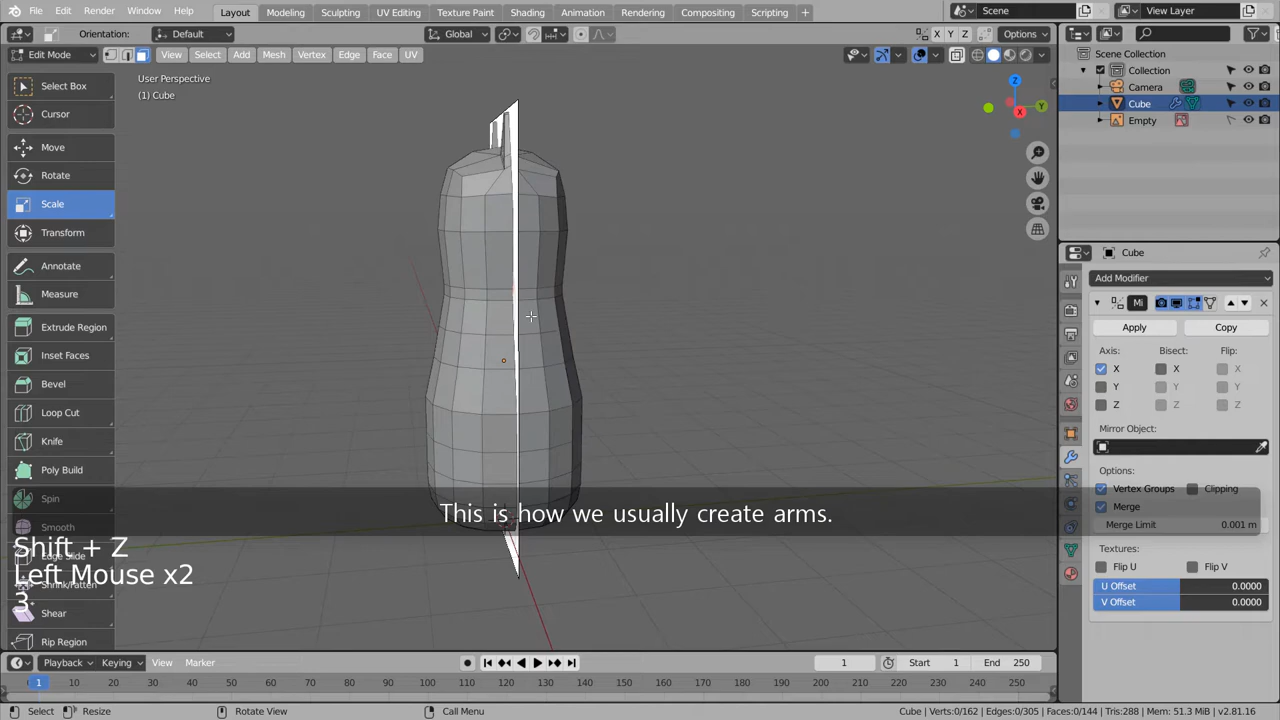 File Edit Render Window Help Layout Modeling Sculpting UV Editing Texture Paint Shading Animation Rendering Compositing Scripting + Scene View Layer
Orientation: Default Global X Y Z Options
Edit Mode View Select Add Mesh Vertex Edge Face UV
User Perspective
(1) Cube
Select Box
Cursor
Move
Rotate
Scale
Transform
Annotate
Measure
Extrude Region
Inset Faces
Bevel
Loop Cut
Knife
Poly Build
Spin
Smooth
Edge Slide
Shrink/Fatten
Shear
Rip Region
Z
Y
X
This is how we usually create arms.
Shift + Z
Left Mouse x2
3
Scene Collection
Collection
Camera
Cube
Empty
Cube
Add Modifier
Mi
Apply Copy
Axis: Bisect: Flip:
X X X
Y Y Y
Z Z Z
Mirror Object:
Options:
Vertex Groups Clipping
Merge
Merge Limit 0.001 m
Textures:
Flip U Flip V
U Offset 0.0000
V Offset 0.0000
Playback Keying View Marker 1 Start 1 End 250
1 10 20 30 40 50 60 70 80 90 100 110 120 130 140 150 160 170 180 190 200 210 220 230 240 250
Select Resize Rotate View Call Menu Cube | Verts:0/162 | Edges:0/305 | Faces:0/144 | Tris:288 | Mem: 51.3 MiB | v2.81.16